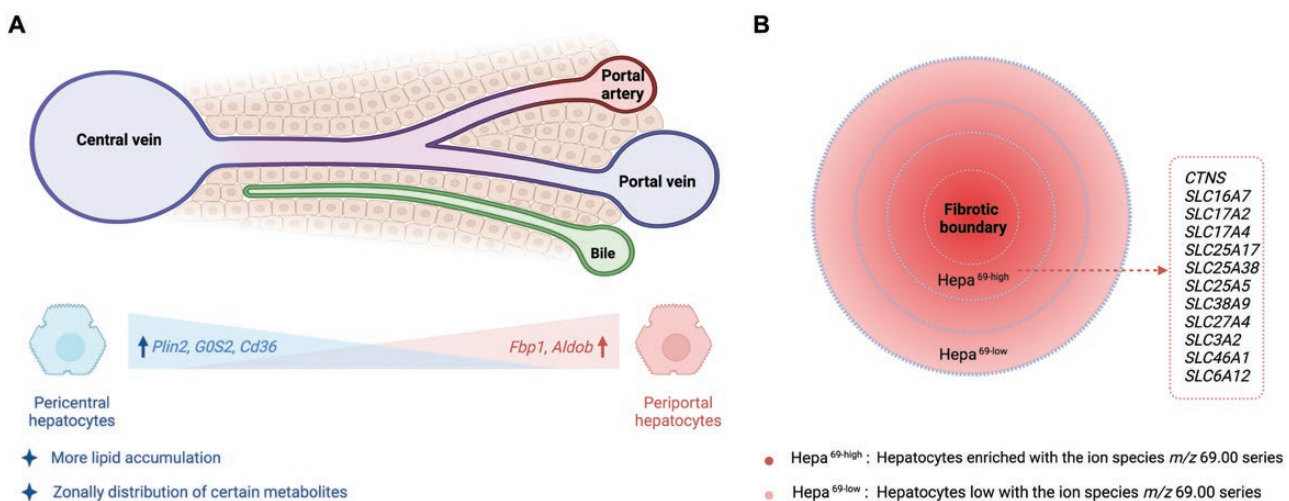 A
Central vein
Portal
artery
Portal vein
Bile
Plin2, G0S2, Cd36
Fbp1, Aldob
Pericentral
hepatocytes
Periportal
hepatocytes
More lipid accumulation
Zonally distribution of certain metabolites
B
Fibrotic
boundary
Hepa 69-high
Hepa 69-low
CTNS
SLC16A7
SLC17A2
SLC17A4
SLC25A17
SLC25A38
SLC25A5
SLC38A9
SLC27A4
SLC3A2
SLC46A1
SLC6A12
Hepa 69-high : Hepatocytes enriched with the ion species m/z 69.00 series
Hepa 69-low : Hepatocytes low with the ion species m/z 69.00 series